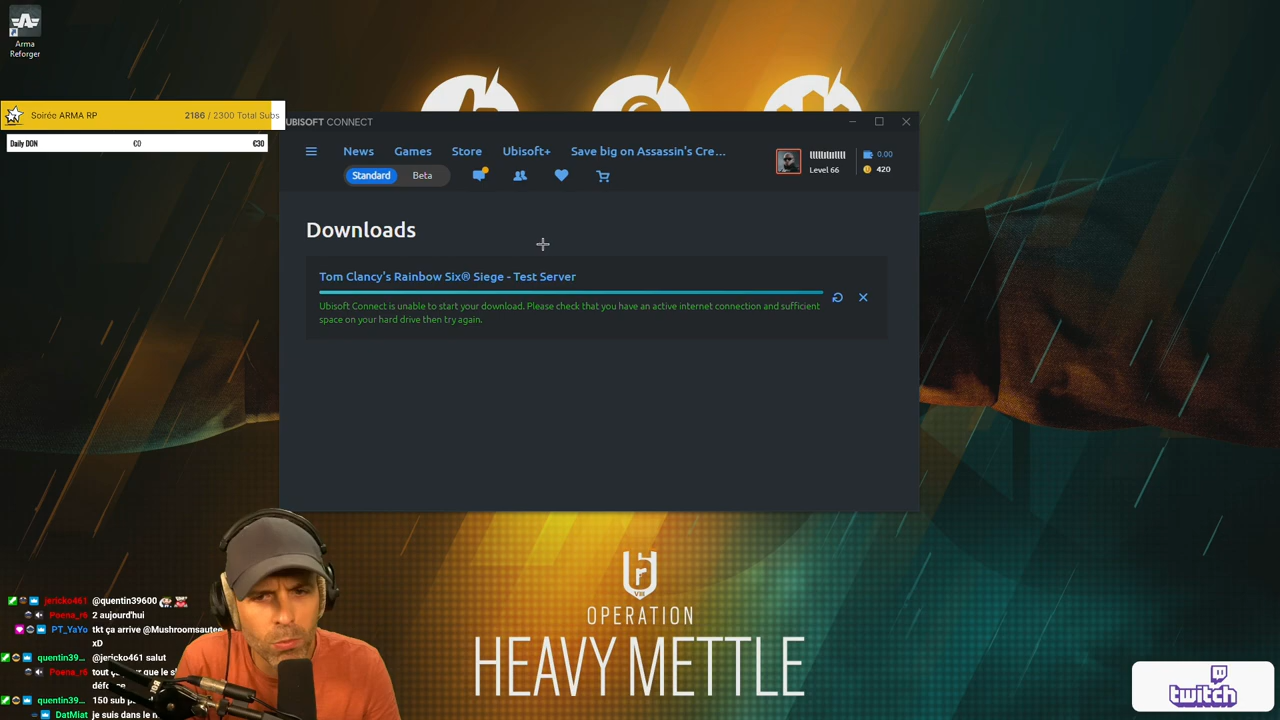 Arma
Reforger
Soirée ARMA RP
2186 / 2300 Total Subs
Daily DON
€0
€30
UBISOFT CONNECT
News
Games
Store
Ubisoft+
Save big on Assassin's Cre...
Standard
Beta
Level 66
0.00
420
Downloads
Tom Clancy's Rainbow Six® Siege - Test Server
Ubisoft Connect is unable to start your download. Please check that you have an active internet connection and sufficient
space on your hard drive then try again.
jericko461 @quentin39600
Poena_r6
2 aujourd'hui
PT_YaYo tkt ça arrive @Mushroomsautee
xD
quentin39... @jericko461 salut
Poena_r6
quentin39... 150 sub
DatMiat je suis dans le
OPERATION
HEAVY METTLE
twitch